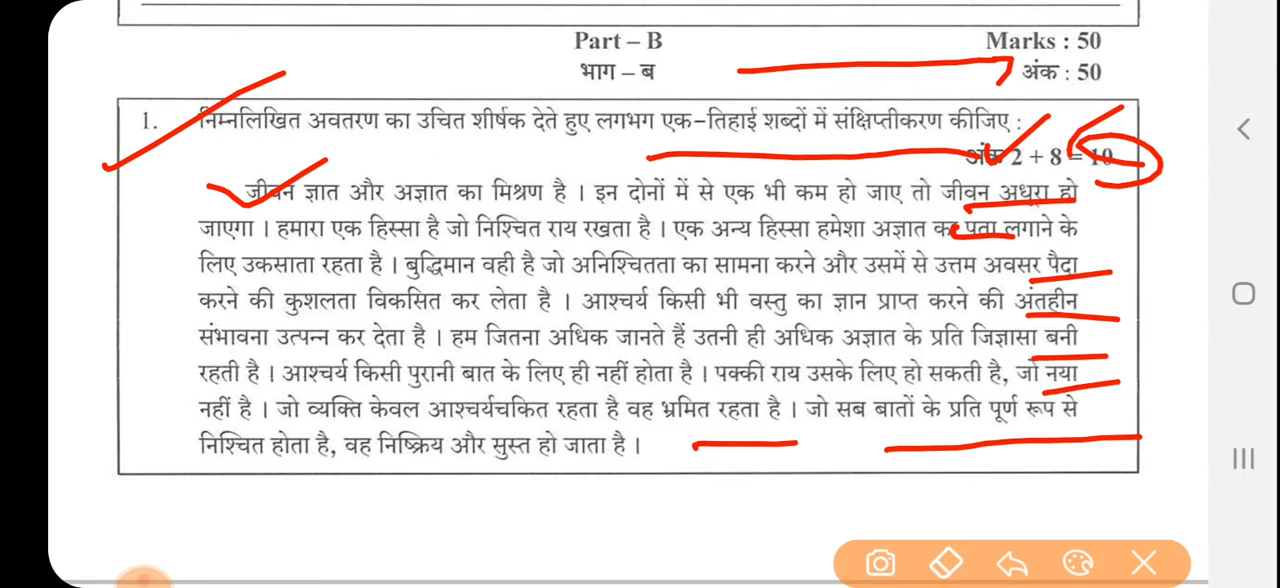 Part – B
Marks : 50
भाग – ब
अंक : 50
1. निम्नलिखित अवतरण का उचित शीर्षक देते हुए लगभग एक-तिहाई शब्दों में संक्षिप्तीकरण कीजिए :
अंक 2 + 8 = 10
जीवन ज्ञात और अज्ञात का मिश्रण है । इन दोनों में से एक भी कम हो जाए तो जीवन अधूरा हो
जाएगा । हमारा एक हिस्सा है जो निश्चित राय रखता है । एक अन्य हिस्सा हमेशा अज्ञात का पता लगाने के
लिए उकसाता रहता है । बुद्धिमान वही है जो अनिश्चितता का सामना करने और उसमें से उत्तम अवसर पैदा
करने की कुशलता विकसित कर लेता है । आश्चर्य किसी भी वस्तु का ज्ञान प्राप्त करने की अंतहीन
संभावना उत्पन्न कर देता है । हम जितना अधिक जानते हैं उतनी ही अधिक अज्ञात के प्रति जिज्ञासा बनी
रहती है । आश्चर्य किसी पुरानी बात के लिए ही नहीं होता है । पक्की राय उसके लिए हो सकती है, जो नया
नहीं है । जो व्यक्ति केवल आश्चर्यचकित रहता है वह भ्रमित रहता है । जो सब बातों के प्रति पूर्ण रूप से
निश्चित होता है, वह निष्क्रिय और सुस्त हो जाता है ।